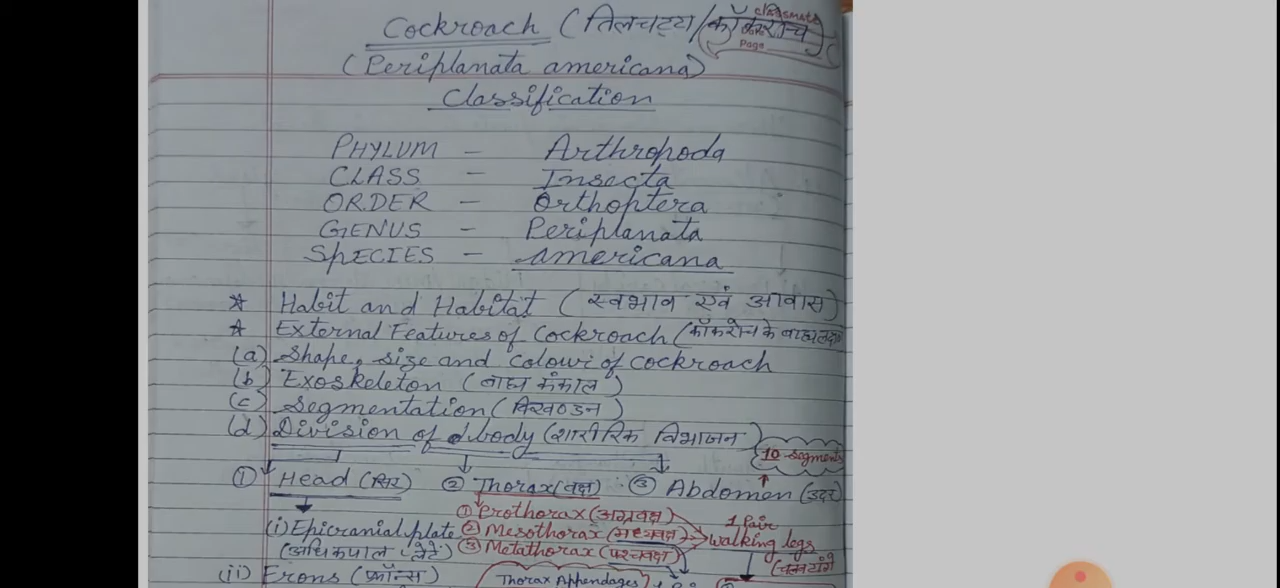 Cockroach (तिलचट्टा/कॉकरोच)
classmate
Page
(Periplanata americana)
Classification
PHYLUM - Arthropoda
CLASS - Insecta
ORDER - Orthoptera
GENUS - Periplanata
SPECIES - americana
* Habit and Habitat (स्वभाव एवं आवास)
* External Features of Cockroach (कॉकरोच के बाह्य लक्षण
(a) Shape, size and colour of cockroach
(b) Exoskeleton (बाह्य कंकाल)
(c) Segmentation (विखण्डन)
(d) Division of body (शारीरिक विभाजन)
10-segments
① Head (सिर) ② Thorax (वक्ष) ③ Abdomen (उदर)
① Prothorax (अग्रवक्ष)
1 Pair
(i) Epicranial plate ② Mesothorax (मध्यवक्ष) walking legs
(अधिकपाल प्लेटें) ③ Metathorax (पश्चवक्ष)
(ii) Frons (फ्रॉन्स)
Thorax Appendages